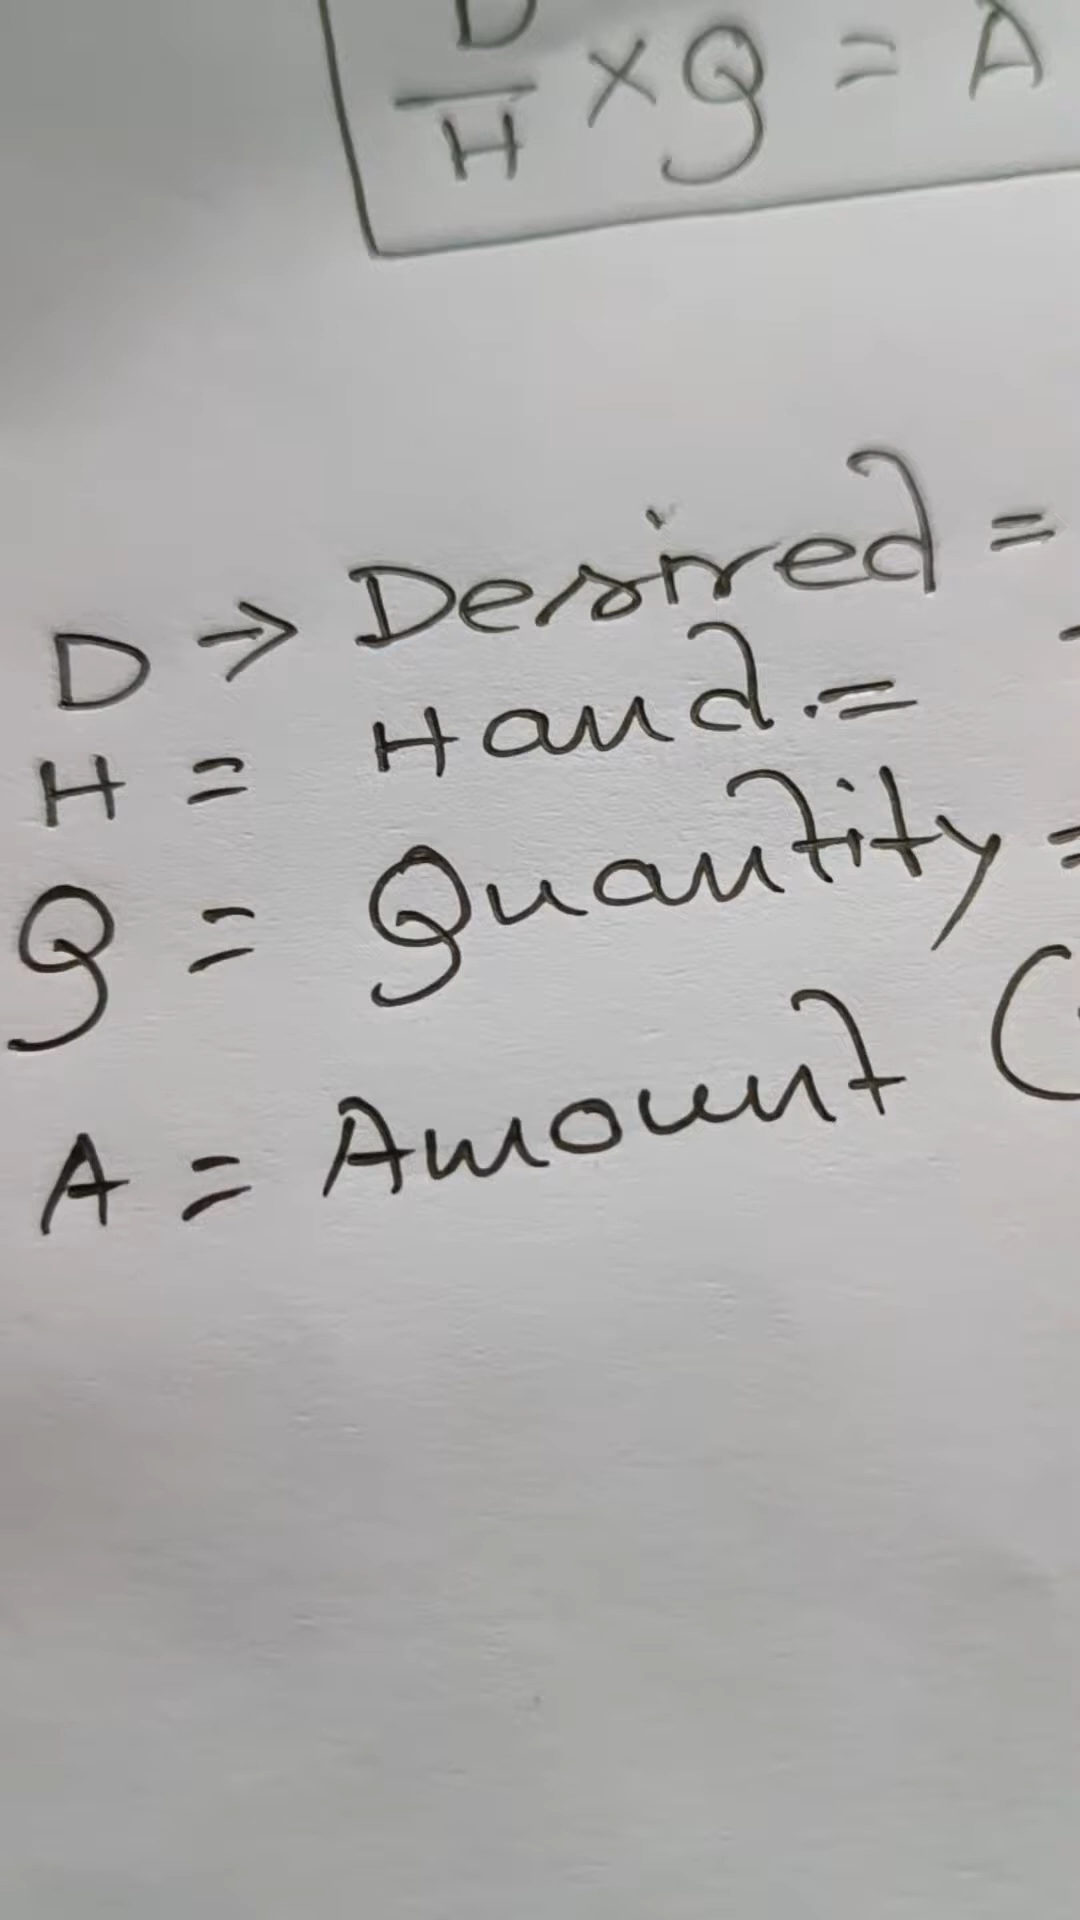 D
— × Q = A
H
D → Desired =
H = Hand. =
Q = Quantity =
A = Amount (